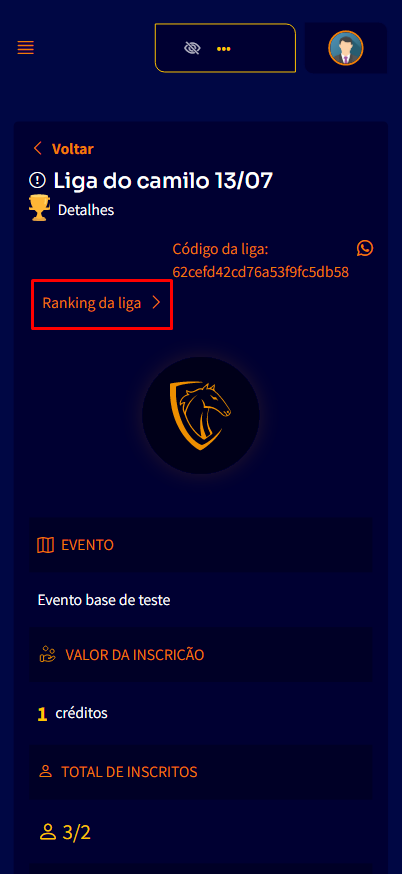 •••
Voltar
Liga do camilo 13/07
Detalhes
Código da liga:
62cefd42cd76a53f9fc5db58
Ranking da liga
EVENTO
Evento base de teste
VALOR DA INSCRICÃO
1 créditos
TOTAL DE INSCRITOS
3/2